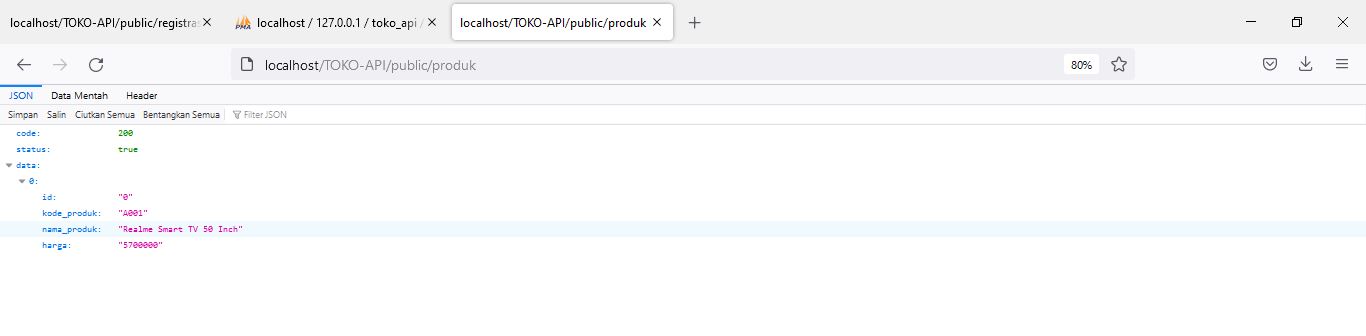 localhost/TOKO-API/public/registras
PMA localhost / 127.0.0.1 / toko_api /
localhost/TOKO-API/public/produk
localhost/TOKO-API/public/produk
80%
JSON Data Mentah Header
Simpan Salin Ciutkan Semua Bentangkan Semua Filter JSON
code: 200
status: true
data:
0:
id: "0"
kode_produk: "A001"
nama_produk: "Realme Smart TV 50 Inch"
harga: "5700000"